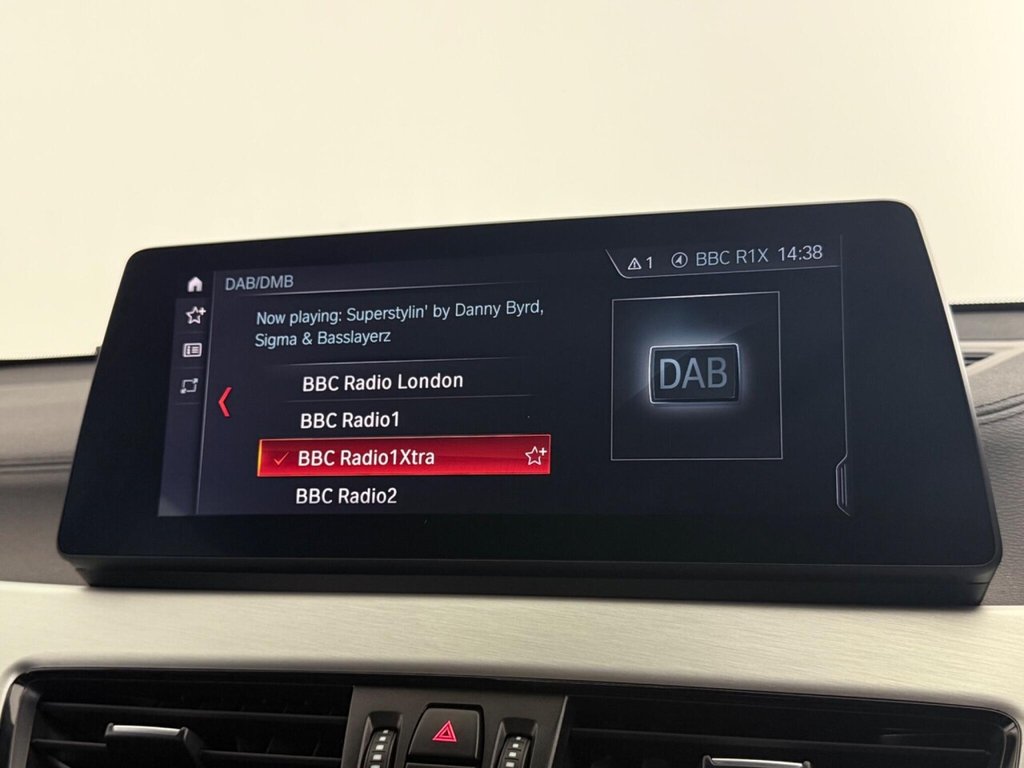 DAB/DMB
1 BBC R1X 14:38
Now playing: Superstylin' by Danny Byrd,
Sigma & Basslayerz
DAB
BBC Radio London
BBC Radio1
BBC Radio1Xtra
BBC Radio2